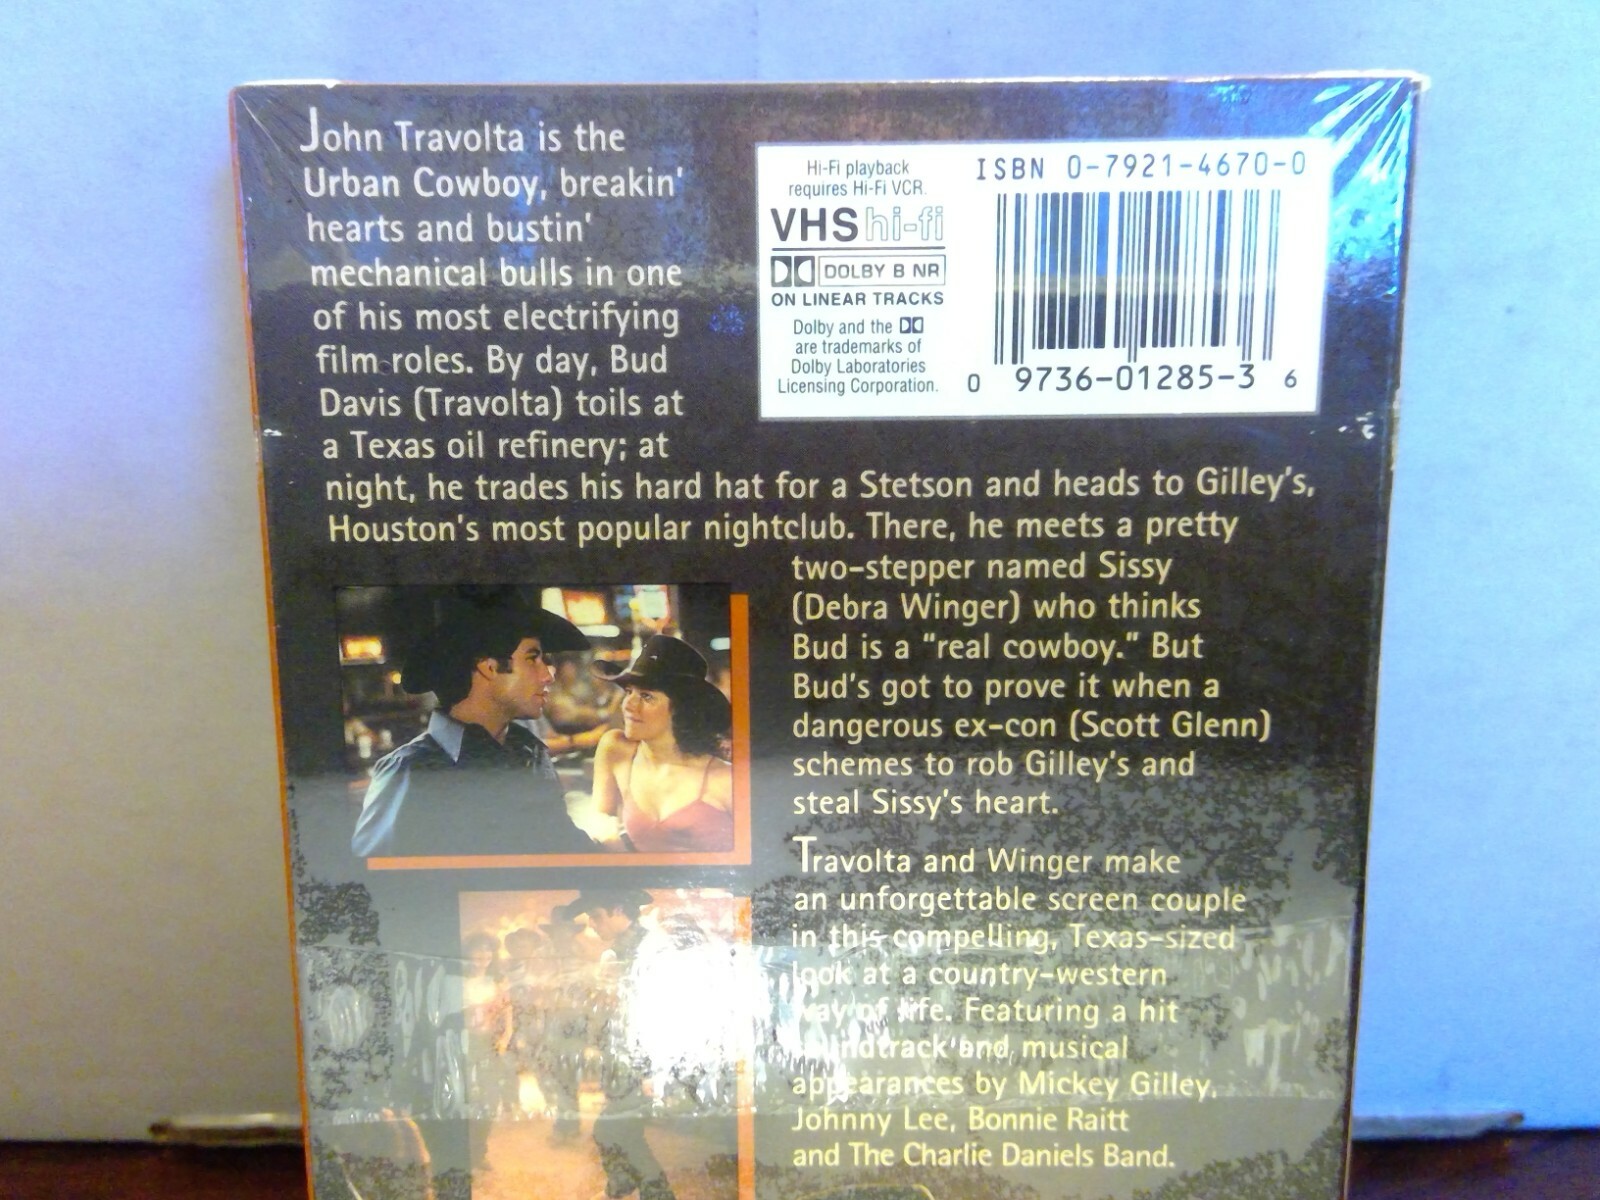 John Travolta is the
Urban Cowboy, breakin'
hearts and bustin'
mechanical bulls in one
of his most electrifying
film roles. By day, Bud
Davis (Travolta) toils at
a Texas oil refinery; at
night, he trades his hard hat for a Stetson and heads to Gilley's,
Houston's most popular nightclub. There, he meets a pretty
two-stepper named Sissy
(Debra Winger) who thinks
Bud is a "real cowboy." But
Bud's got to prove it when a
dangerous ex-con (Scott Glenn)
schemes to rob Gilley's and
steal Sissy's heart.
Travolta and Winger make
an unforgettable screen couple
in this compelling, Texas-sized
look at a country-western
way of life. Featuring a hit
soundtrack and musical
appearances by Mickey Gilley,
Johnny Lee, Bonnie Raitt
and The Charlie Daniels Band.
Hi-Fi playback
requires Hi-Fi VCR.
VHS hi-fi
DOLBY B NR
ON LINEAR TRACKS
Dolby and the
are trademarks of
Dolby Laboratories
Licensing Corporation.
ISBN 0-7921-4670-0
0 9736-01285-3 6